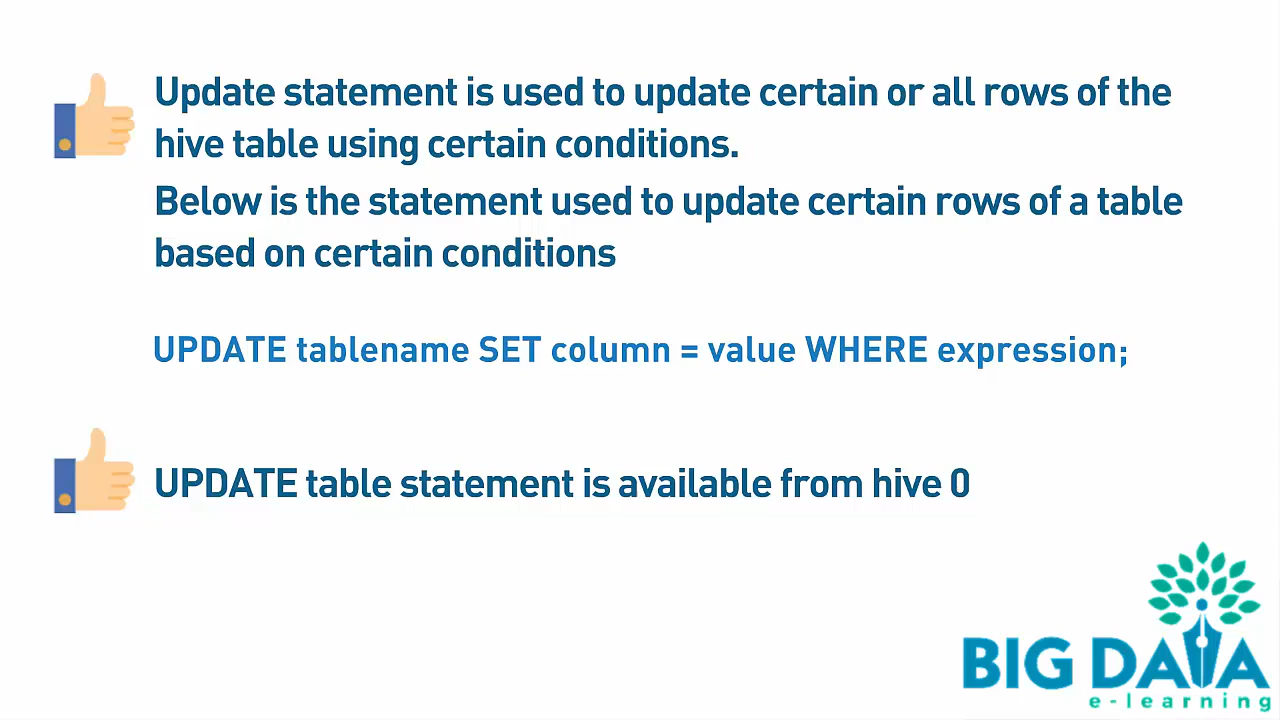 Update statement is used to update certain or all rows of the
hive table using certain conditions.
Below is the statement used to update certain rows of a table
based on certain conditions
UPDATE tablename SET column = value WHERE expression;
UPDATE table statement is available from hive 0
BIG DATA
e-learning